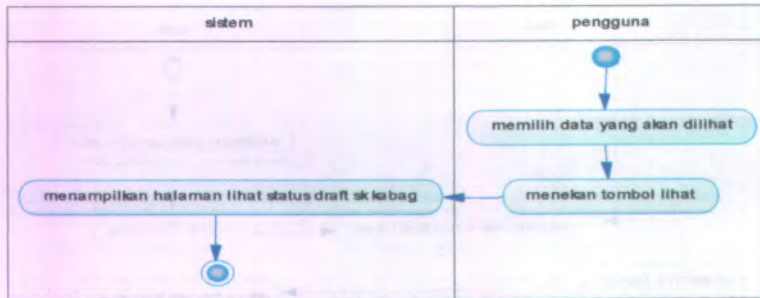 sistem
pengguna
memilih data yang akan dilihat
menekan tombol lihat
menampilkan halaman lihat status draft sk kabag